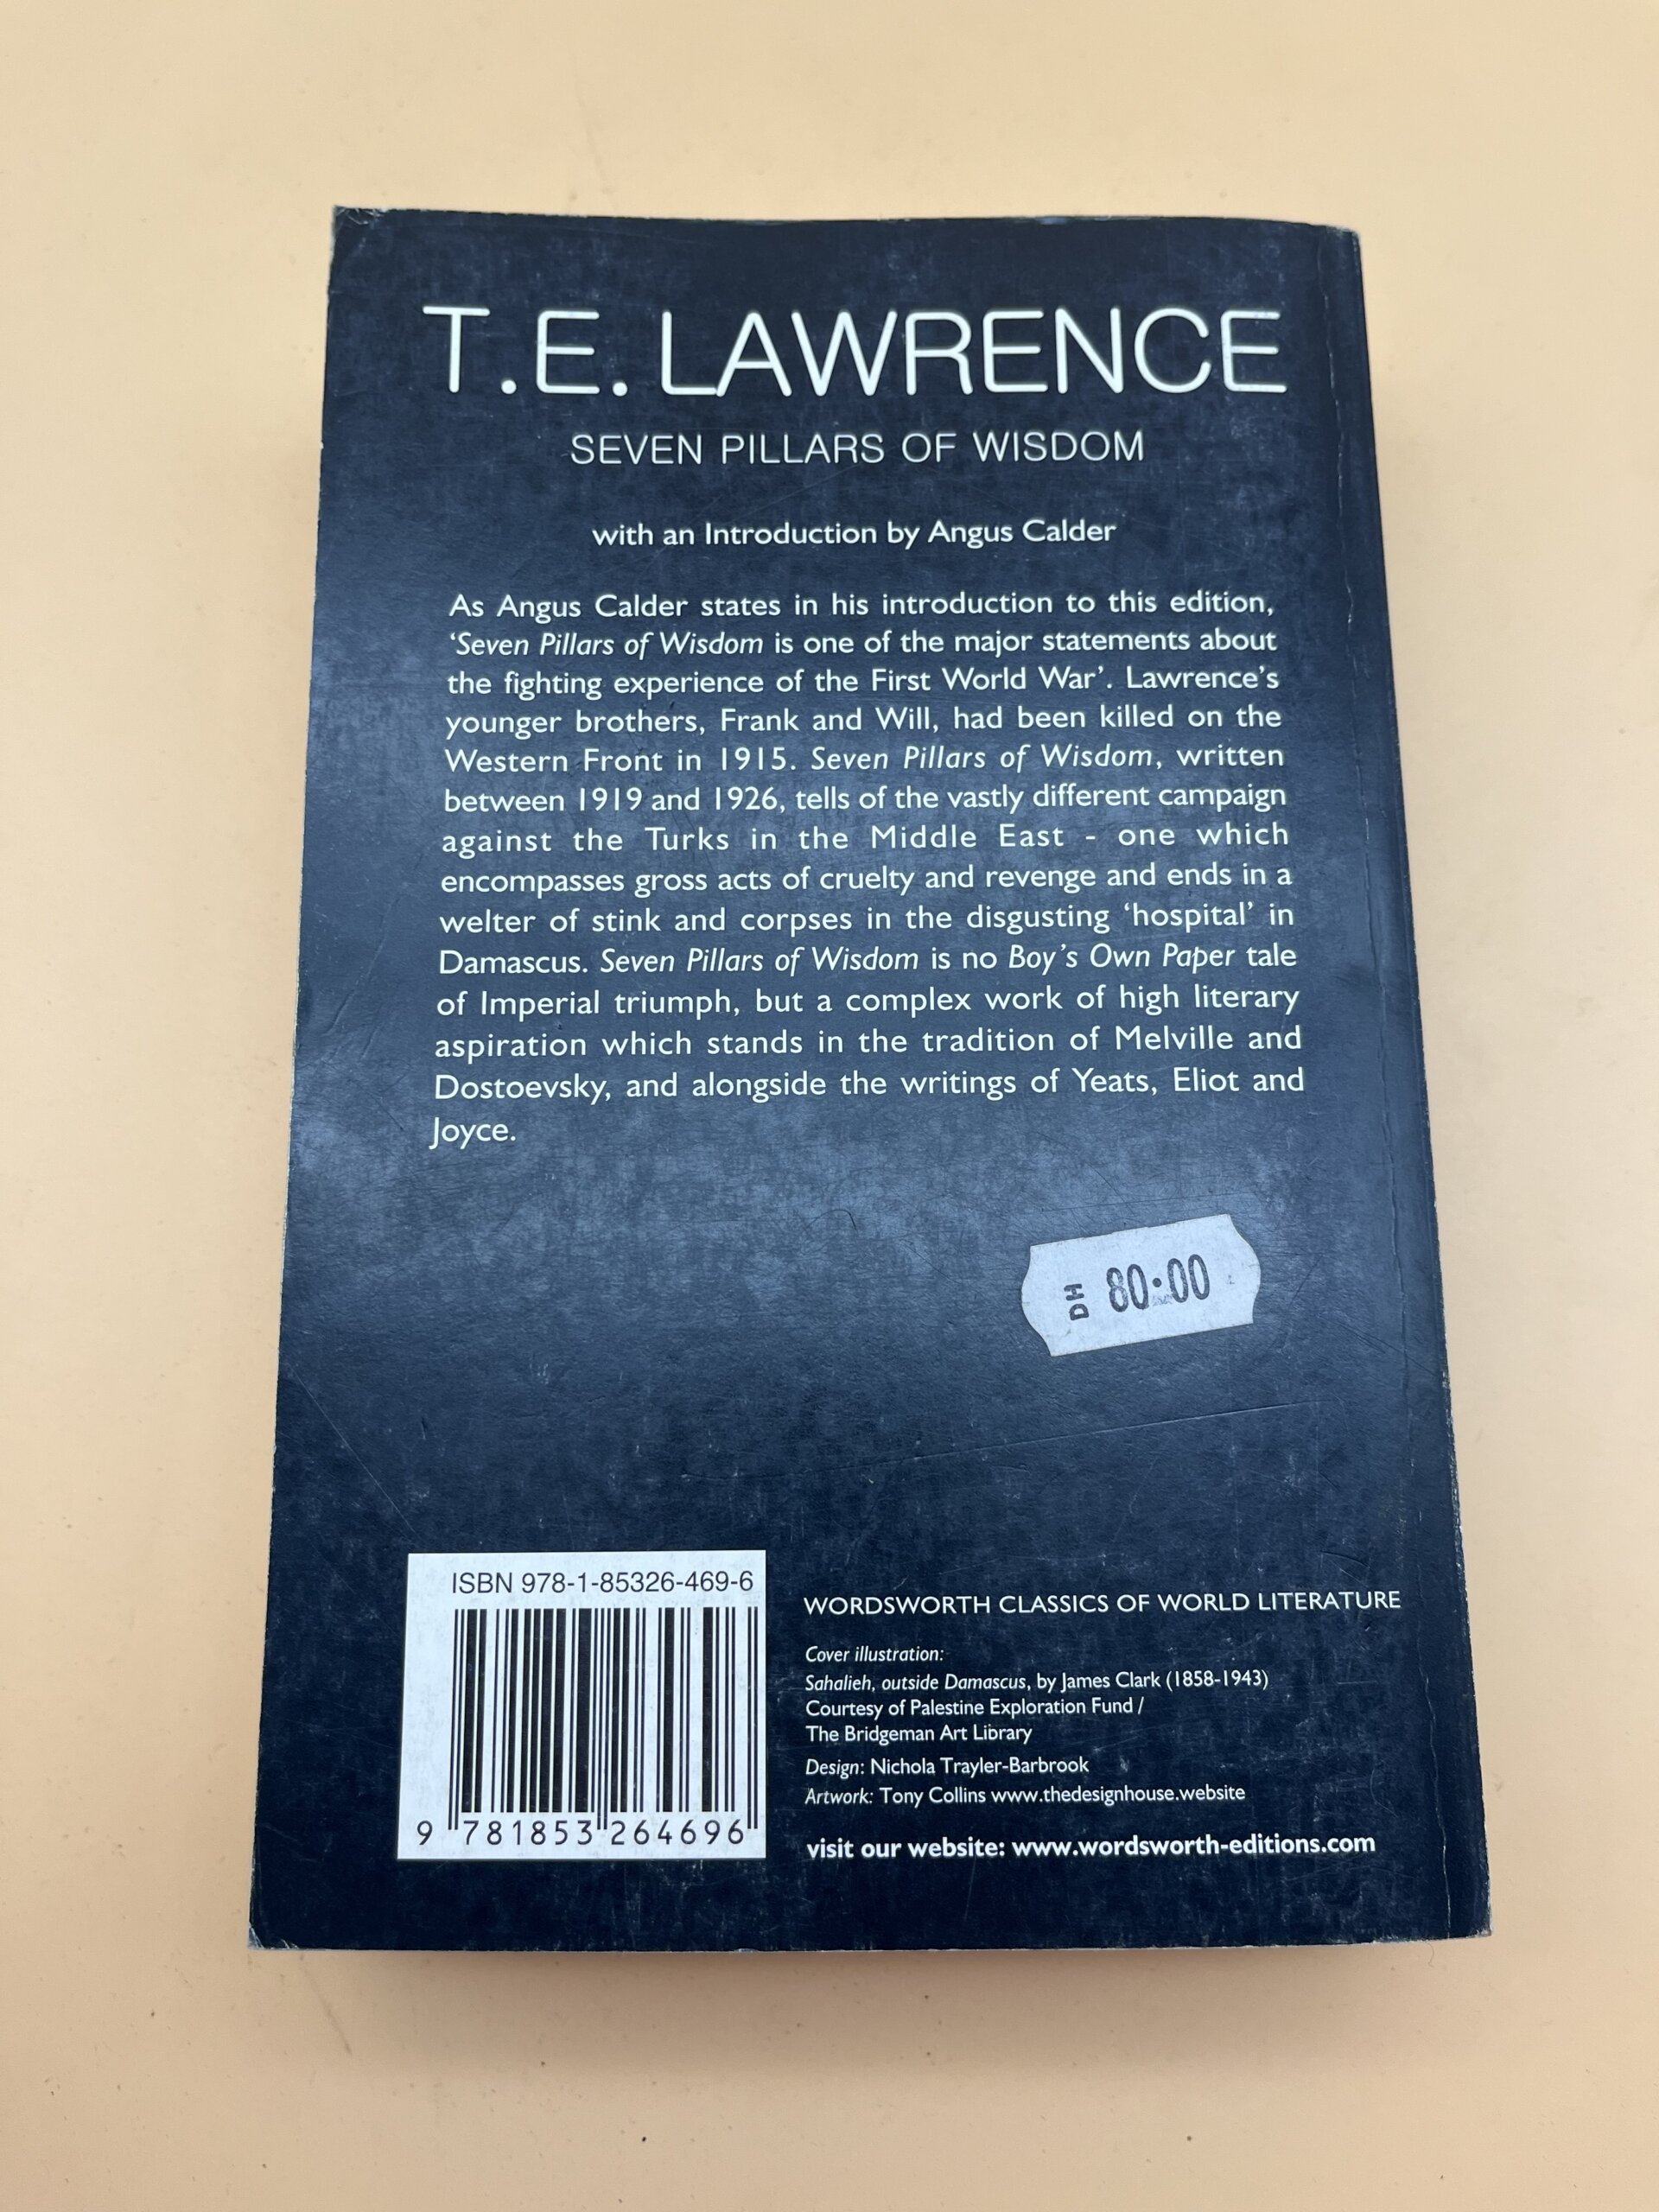 T.E. LAWRENCE
SEVEN PILLARS OF WISDOM
with an Introduction by Angus Calder
As Angus Calder states in his introduction to this edition,
‘Seven Pillars of Wisdom is one of the major statements about
the fighting experience of the First World War’. Lawrence’s
younger brothers, Frank and Will, had been killed on the
Western Front in 1915. Seven Pillars of Wisdom, written
between 1919 and 1926, tells of the vastly different campaign
against the Turks in the Middle East - one which
encompasses gross acts of cruelty and revenge and ends in a
welter of stink and corpses in the disgusting ‘hospital’ in
Damascus. Seven Pillars of Wisdom is no Boy’s Own Paper tale
of Imperial triumph, but a complex work of high literary
aspiration which stands in the tradition of Melville and
Dostoevsky, and alongside the writings of Yeats, Eliot and
Joyce.
DH 80·00
ISBN 978-1-85326-469-6
9 781853 264696
WORDSWORTH CLASSICS OF WORLD LITERATURE
Cover illustration:
Sahalieh, outside Damascus, by James Clark (1858-1943)
Courtesy of Palestine Exploration Fund /
The Bridgeman Art Library
Design: Nichola Trayler-Barbrook
Artwork: Tony Collins www.thedesignhouse.website
visit our website: www.wordsworth-editions.com